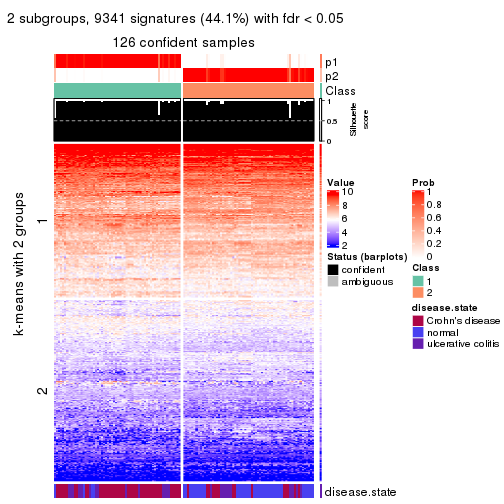 2 subgroups, 9341 signatures (44.1%) with fdr < 0.05
126 confident samples
p1
p2
Class
1
0.5
0
Silhouette
score
k-means with 2 groups
1
2
disease.state
Value
10
8
6
4
2
Status (barplots)
confident
ambiguous
Prob
1
0.8
0.6
0.4
0.2
0
Class
1
2
disease.state
Crohn's disease
normal
ulcerative colitis